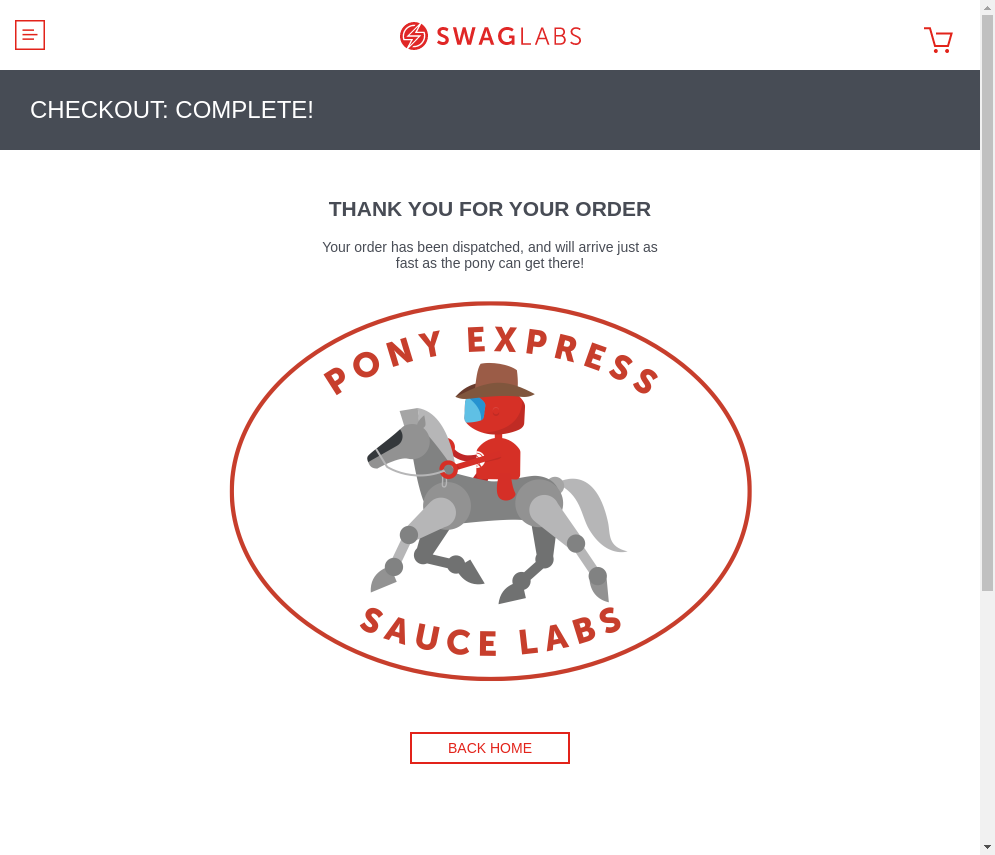 SWAGLABS
CHECKOUT: COMPLETE!
THANK YOU FOR YOUR ORDER
Your order has been dispatched, and will arrive just as
fast as the pony can get there!
PONY EXPRESS
SAUCE LABS
BACK HOME